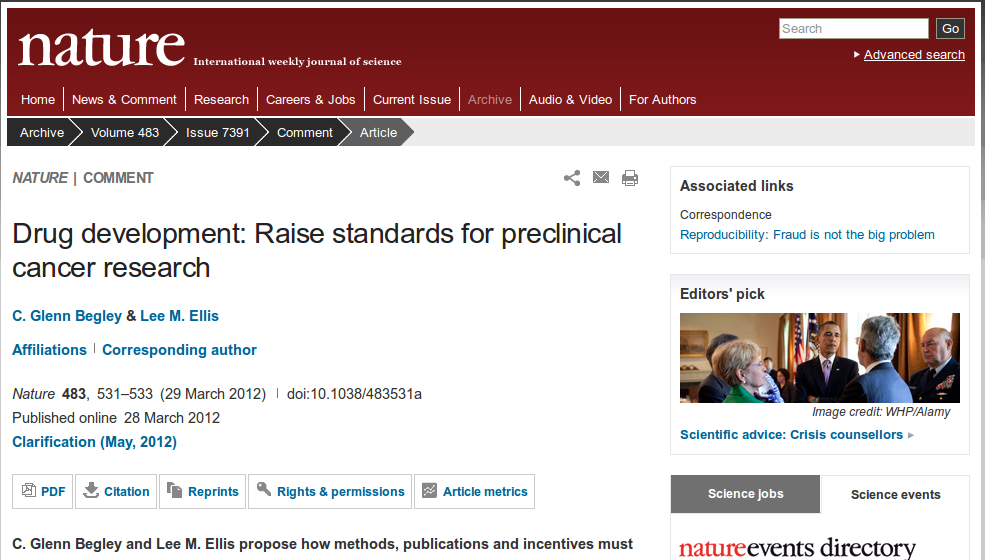 nature International weekly journal of science
Search Go
Advanced search
Home News & Comment Research Careers & Jobs Current Issue Archive Audio & Video For Authors
Archive Volume 483 Issue 7391 Comment Article
NATURE | COMMENT
Drug development: Raise standards for preclinical
cancer research
C. Glenn Begley & Lee M. Ellis
Affiliations Corresponding author
Nature 483, 531–533 (29 March 2012) doi:10.1038/483531a
Published online 28 March 2012
Clarification (May, 2012)
PDF Citation Reprints Rights & permissions Article metrics
C. Glenn Begley and Lee M. Ellis propose how methods, publications and incentives must
Associated links
Correspondence
Reproducibility: Fraud is not the big problem
Editors' pick
Image credit: WHP/Alamy
Scientific advice: Crisis counsellors
Science jobs Science events
natureevents directory